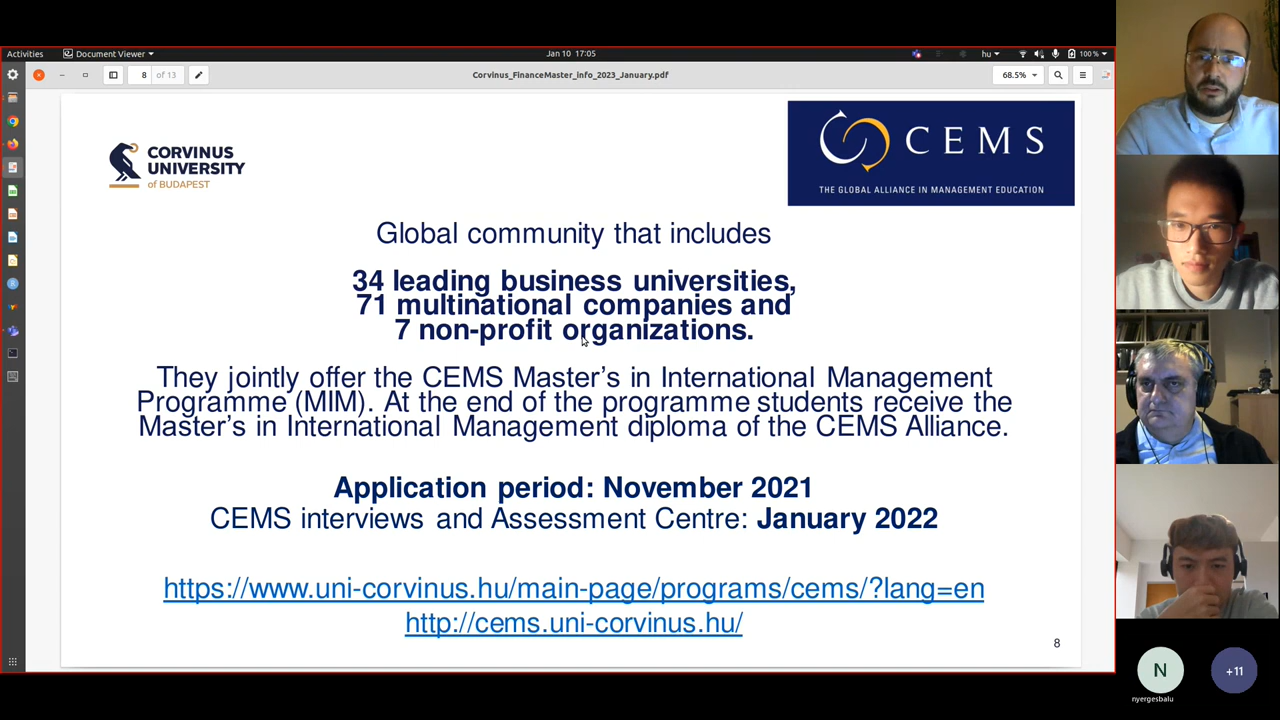 Activities
Document Viewer
Jan 10 17:05
hu
100 %
8 of 13
Corvinus_FinanceMaster_info_2023_January.pdf
68.5%
CORVINUS
UNIVERSITY
of BUDAPEST
CEMS
THE GLOBAL ALLIANCE IN MANAGEMENT EDUCATION
Global community that includes
34 leading business universities,
71 multinational companies and
7 non-profit organizations.
They jointly offer the CEMS Master's in International Management
Programme (MIM). At the end of the programme students receive the
Master's in International Management diploma of the CEMS Alliance.
Application period: November 2021
CEMS interviews and Assessment Centre: January 2022
https://www.uni-corvinus.hu/main-page/programs/cems/?lang=en
http://cems.uni-corvinus.hu/
8
N
nyergesbalu
+11